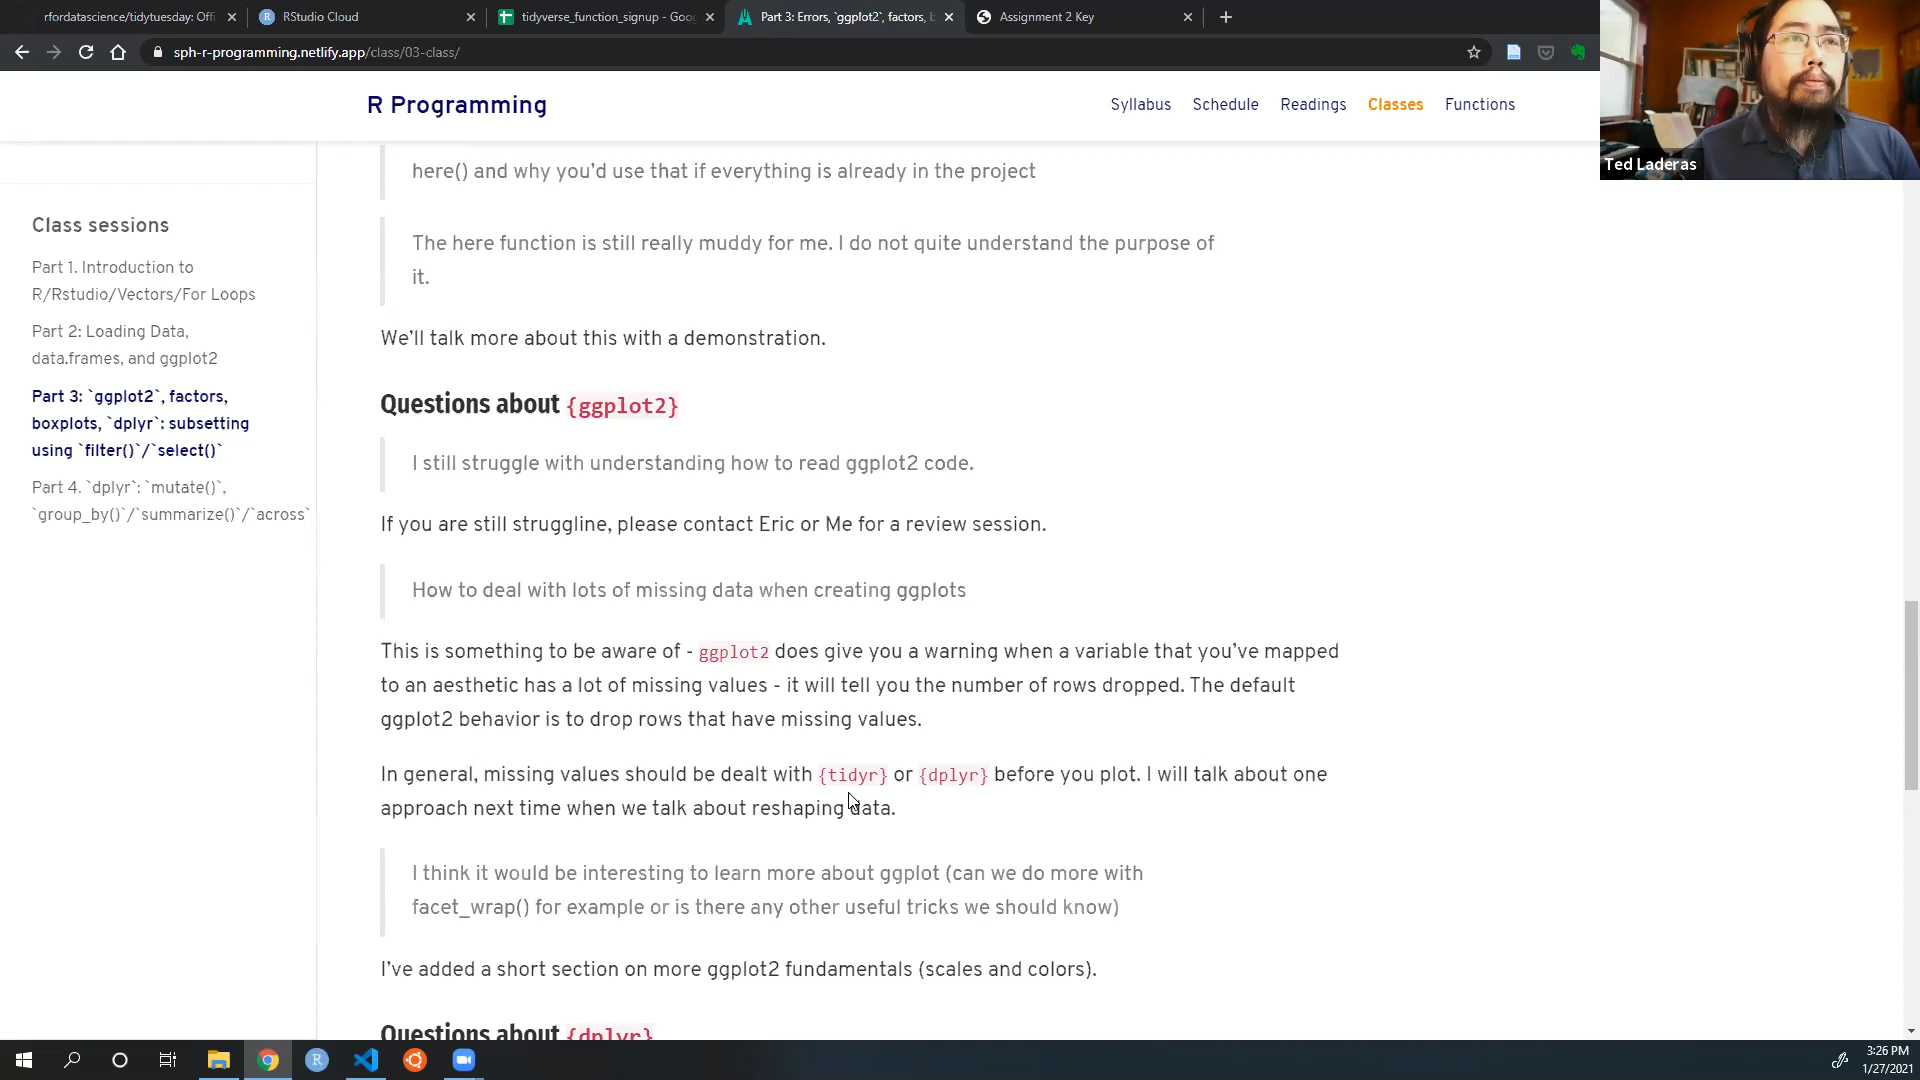 rfordatascience/tidytuesday: Offi
RStudio Cloud
tidyverse_function_signup - Goog
Part 3: Errors, `ggplot2`, factors, b
Assignment 2 Key
sph-r-programming.netlify.app/class/03-class/
Ted Laderas
R Programming
Syllabus
Schedule
Readings
Classes
Functions
Class sessions
Part 1. Introduction to
R/Rstudio/Vectors/For Loops
Part 2: Loading Data,
data.frames, and ggplot2
Part 3: `ggplot2`, factors,
boxplots, `dplyr`: subsetting
using `filter()`/`select()`
Part 4. `dplyr`: `mutate()`,
`group_by()`/`summarize()`/`across`
here() and why you’d use that if everything is already in the project
The here function is still really muddy for me. I do not quite understand the purpose of
it.
We’ll talk more about this with a demonstration.
Questions about {ggplot2}
I still struggle with understanding how to read ggplot2 code.
If you are still struggline, please contact Eric or Me for a review session.
How to deal with lots of missing data when creating ggplots
This is something to be aware of - ggplot2 does give you a warning when a variable that you’ve mapped
to an aesthetic has a lot of missing values - it will tell you the number of rows dropped. The default
ggplot2 behavior is to drop rows that have missing values.
In general, missing values should be dealt with {tidyr} or {dplyr} before you plot. I will talk about one
approach next time when we talk about reshaping data.
I think it would be interesting to learn more about ggplot (can we do more with
facet_wrap() for example or is there any other useful tricks we should know)
I’ve added a short section on more ggplot2 fundamentals (scales and colors).
Questions about {dplyr}
3:26 PM
1/27/2021